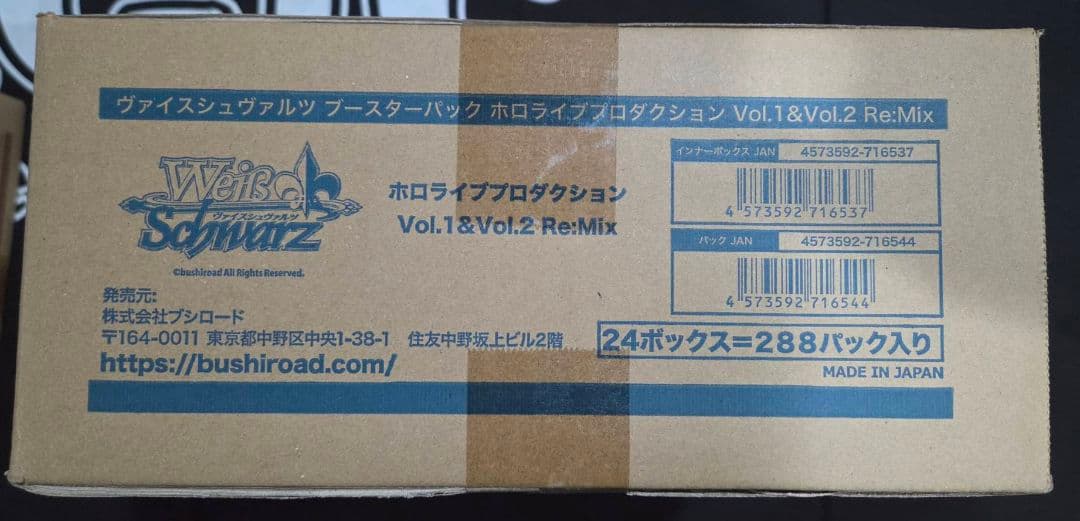 ヴァイスシュヴァルツ ブースターパック ホロライブプロダクション Vol.1&Vol.2 Re:Mix
Weiß
ヴァイスシュヴァルツ
Schwarz
©bushiroad All Rights Reserved.
ホロライブプロダクション
Vol.1&Vol.2 Re:Mix
インナーボックス JAN 4573592-716537
4 573592 716537
パック JAN 4573592-716544
4 573592 716544
発売元:
株式会社ブシロード
〒164-0011 東京都中野区中央1-38-1 住友中野坂上ビル2階
https://bushiroad.com/
24ボックス=288パック入り
MADE IN JAPAN